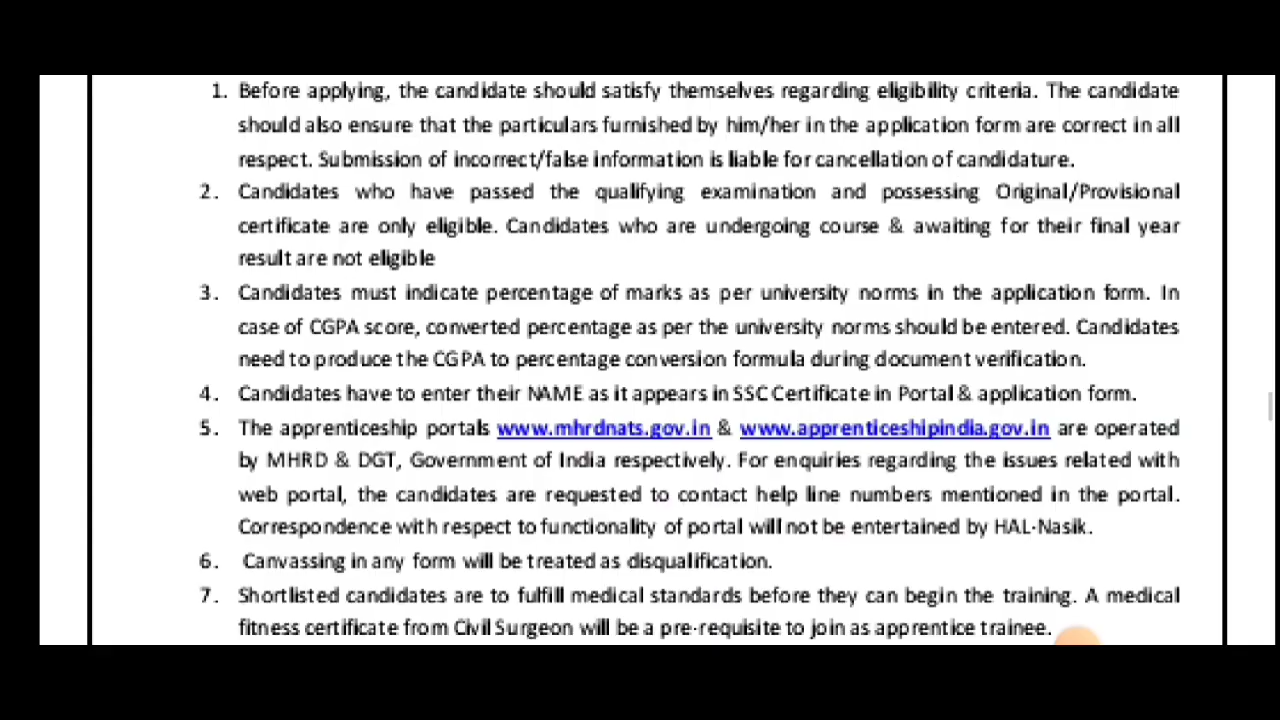 1. Before applying, the candidate should satisfy themselves regarding eligibility criteria. The candidate
should also ensure that the particulars furnished by him/her in the application form are correct in all
respect. Submission of incorrect/false information is liable for cancellation of candidature.
2. Candidates who have passed the qualifying examination and possessing Original/Provisional
certificate are only eligible. Candidates who are undergoing course & awaiting for their final year
result are not eligible
3. Candidates must indicate percentage of marks as per university norms in the application form. In
case of CGPA score, converted percentage as per the university norms should be entered. Candidates
need to produce the CGPA to percentage conversion formula during document verification.
4. Candidates have to enter their NAME as it appears in SSC Certificate in Portal & application form.
5. The apprenticeship portals www.mhrdnats.gov.in & www.apprenticeshipindia.gov.in are operated
by MHRD & DGT, Government of India respectively. For enquiries regarding the issues related with
web portal, the candidates are requested to contact help line numbers mentioned in the portal.
Correspondence with respect to functionality of portal will not be entertained by HAL-Nasik.
6. Canvassing in any form will be treated as disqualification.
7. Shortlisted candidates are to fulfill medical standards before they can begin the training. A medical
fitness certificate from Civil Surgeon will be a pre-requisite to join as apprentice trainee.